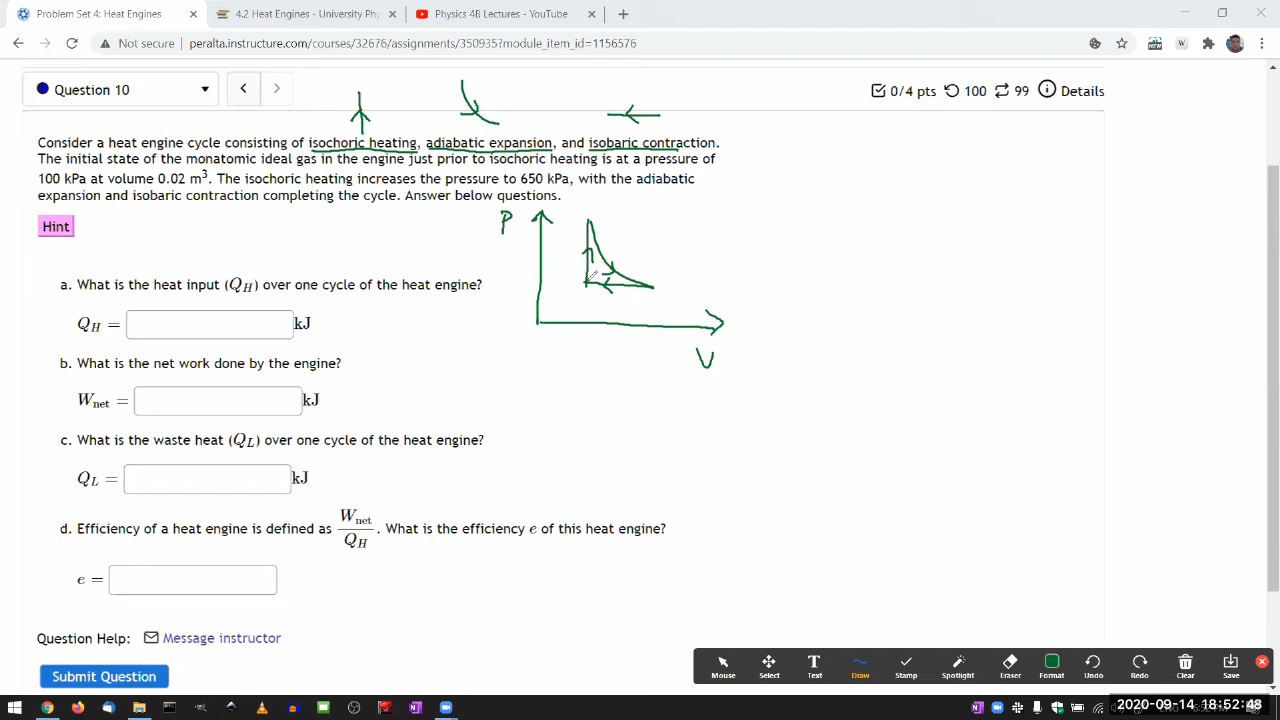 Problem Set 4: Heat Engines
4.2 Heat Engines - University Phy
Physics 4B Lectures - YouTube
Not secure | peralta.instructure.com/courses/32676/assignments/350935?module_item_id=1156576
Question 10
0/4 pts 100 99 Details
Consider a heat engine cycle consisting of isochoric heating, adiabatic expansion, and isobaric contraction.
The initial state of the monatomic ideal gas in the engine just prior to isochoric heating is at a pressure of
100 kPa at volume 0.02 m³. The isochoric heating increases the pressure to 650 kPa, with the adiabatic
expansion and isobaric contraction completing the cycle. Answer below questions.
Hint
P
V
a. What is the heat input (Q_H) over one cycle of the heat engine?
Q_H = kJ
b. What is the net work done by the engine?
W_net = kJ
c. What is the waste heat (Q_L) over one cycle of the heat engine?
Q_L = kJ
d. Efficiency of a heat engine is defined as W_net/Q_H. What is the efficiency e of this heat engine?
e =
Question Help: Message instructor
Submit Question
Mouse Select Text Draw Stamp Spotlight Eraser Format Undo Redo Clear Save
2020-09-14 18:52:48